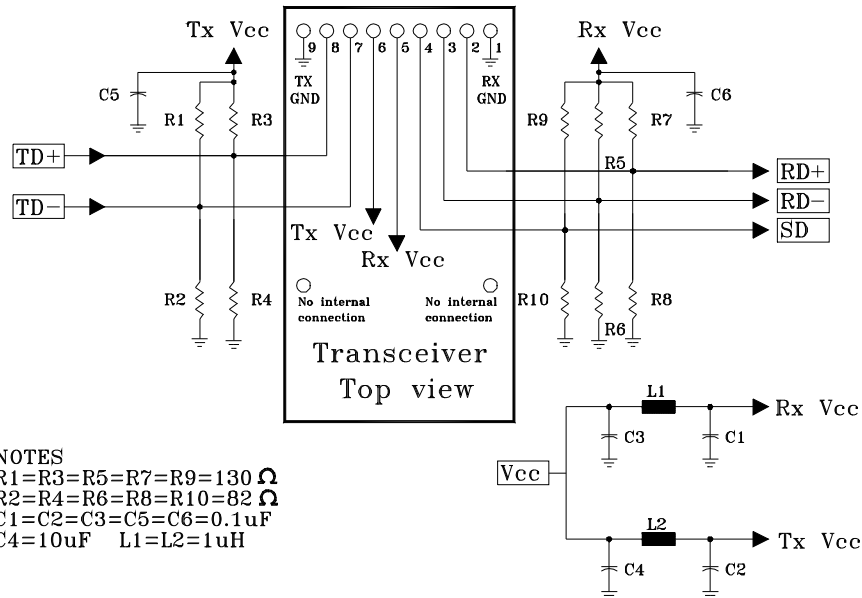 Tx Vcc
Rx Vcc
9 8 7 6 5 4 3 2 1
TX
GND
RX
GND
C5
R1
R3
R9
R7
C6
TD+
R5
RD+
TD-
RD-
SD
Tx Vcc
Rx Vcc
R2
R4
No internal
connection
No internal
connection
R10
R8
R6
Transceiver
Top view
L1
Rx Vcc
C3
C1
Vcc
L2
Tx Vcc
C4
C2
NOTES
R1=R3=R5=R7=R9=130 Ω
R2=R4=R6=R8=R10=82 Ω
C1=C2=C3=C5=C6=0.1uF
C4=10uF L1=L2=1uH